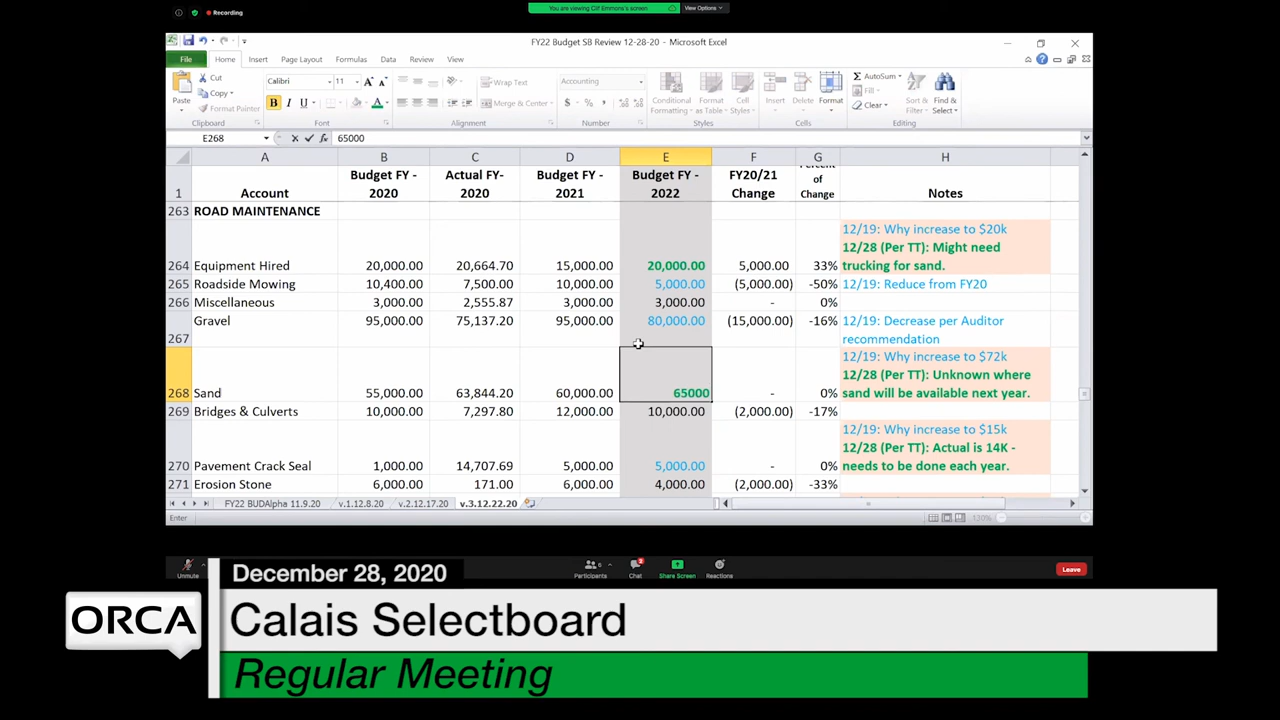 Recording
You are viewing Clif Emmons's screen
View Options
FY22 Budget SB Review 12-28-20 - Microsoft Excel
File Home Insert Page Layout Formulas Data Review View
Paste
Cut
Copy
Format Painter
Clipboard
Calibri 11
B I U A
Font
Wrap Text
Merge & Center
Alignment
Accounting
$ % ,
Number
Conditional Formatting
Format as Table
Cell Styles
Styles
Insert Delete Format
Cells
AutoSum
Fill
Clear
Sort & Filter
Find & Select
Editing
E268 fx 65000
A B C D E F G H
1 Account Budget FY - 2020 Actual FY- 2020 Budget FY - 2021 Budget FY - 2022 FY20/21 Change Percent of Change Notes
263 ROAD MAINTENANCE
264 Equipment Hired 20,000.00 20,664.70 15,000.00 20,000.00 5,000.00 33% 12/19: Why increase to $20k
12/28 (Per TT): Might need
trucking for sand.
265 Roadside Mowing 10,400.00 7,500.00 10,000.00 5,000.00 (5,000.00) -50% 12/19: Reduce from FY20
266 Miscellaneous 3,000.00 2,555.87 3,000.00 3,000.00 - 0%
267 Gravel 95,000.00 75,137.20 95,000.00 80,000.00 (15,000.00) -16% 12/19: Decrease per Auditor
recommendation
268 Sand 55,000.00 63,844.20 60,000.00 65000 - 0% 12/19: Why increase to $72k
12/28 (Per TT): Unknown where
sand will be available next year.
269 Bridges & Culverts 10,000.00 7,297.80 12,000.00 10,000.00 (2,000.00) -17%
270 Pavement Crack Seal 1,000.00 14,707.69 5,000.00 5,000.00 - 0% 12/19: Why increase to $15k
12/28 (Per TT): Actual is 14K -
needs to be done each year.
271 Erosion Stone 6,000.00 171.00 6,000.00 4,000.00 (2,000.00) -33%
FY22 BUDAlpha 11.9.20 v.1.12.8.20 v.2.12.17.20 v.3.12.22.20
Enter 130%
Unmute Participants Chat Share Screen Reactions Leave
December 28, 2020
ORCA
Calais Selectboard
Regular Meeting